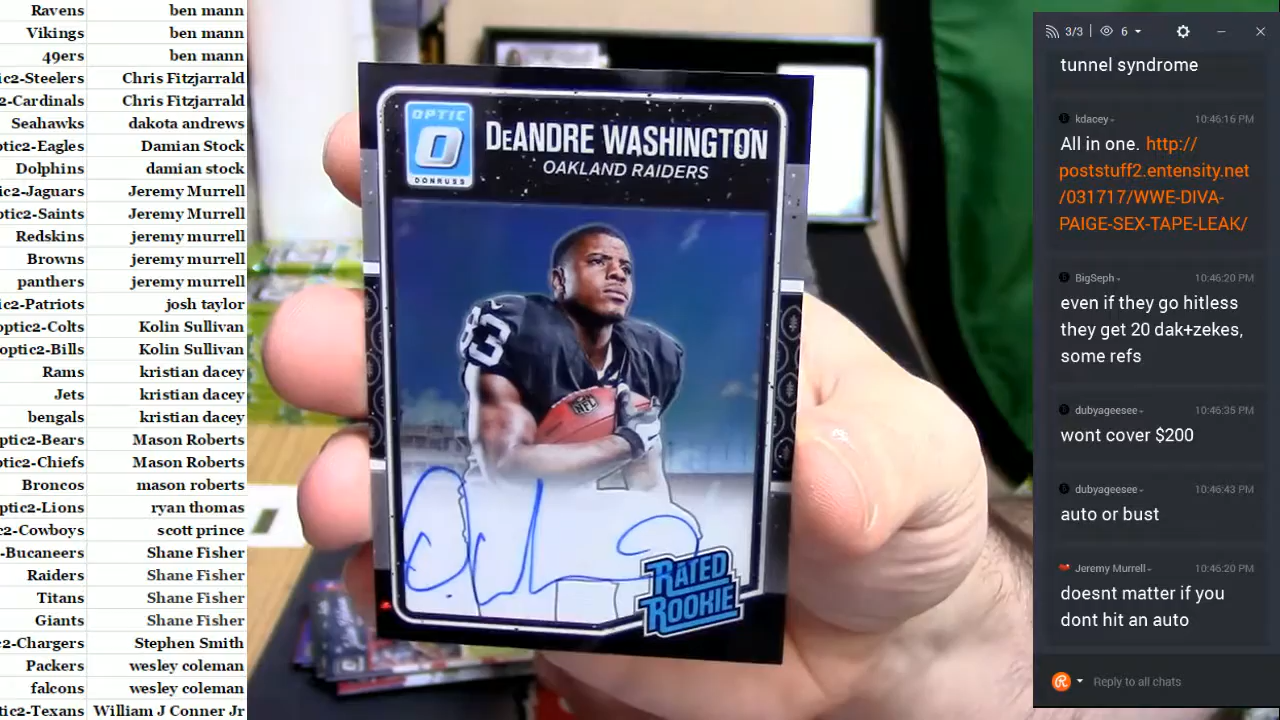 Ravens ben mann
Vikings ben mann
49ers ben mann
ic2-Steelers Chris Fitzjarrald
2-Cardinals Chris Fitzjarrald
Seahawks dakota andrews
ptic2-Eagles Damian Stock
Dolphins damian stock
tic2-Jaguars Jeremy Murrell
otic2-Saints Jeremy Murrell
Redskins jeremy murrell
Browns jeremy murrell
panthers jeremy murrell
ic2-Patriots josh taylor
optic2-Colts Kolin Sullivan
optic2-Bills Kolin Sullivan
Rams kristian dacey
Jets kristian dacey
bengals kristian dacey
ptic2-Bears Mason Roberts
tic2-Chiefs Mason Roberts
Broncos mason roberts
ptic2-Lions ryan thomas
2-Cowboys scott prince
-Bucaneers Shane Fisher
Raiders Shane Fisher
Titans Shane Fisher
Giants Shane Fisher
2-Chargers Stephen Smith
Packers wesley coleman
falcons wesley coleman
tic2-Texans William J Conner Jr
OPTIC
O
DONRUSS
DeANDRE WASHINGTON
OAKLAND RAIDERS
33
NFL
RATED
ROOKIE
3/3 6
tunnel syndrome
kdacey 10:46:16 PM
All in one. http://
poststuff2.entensity.net
/031717/WWE-DIVA-
PAIGE-SEX-TAPE-LEAK/
BigSeph 10:46:20 PM
even if they go hitless
they get 20 dak+zekes,
some refs
dubyageesee 10:46:35 PM
wont cover $200
dubyageesee 10:46:43 PM
auto or bust
Jeremy Murrell 10:46:20 PM
doesnt matter if you
dont hit an auto
Reply to all chats